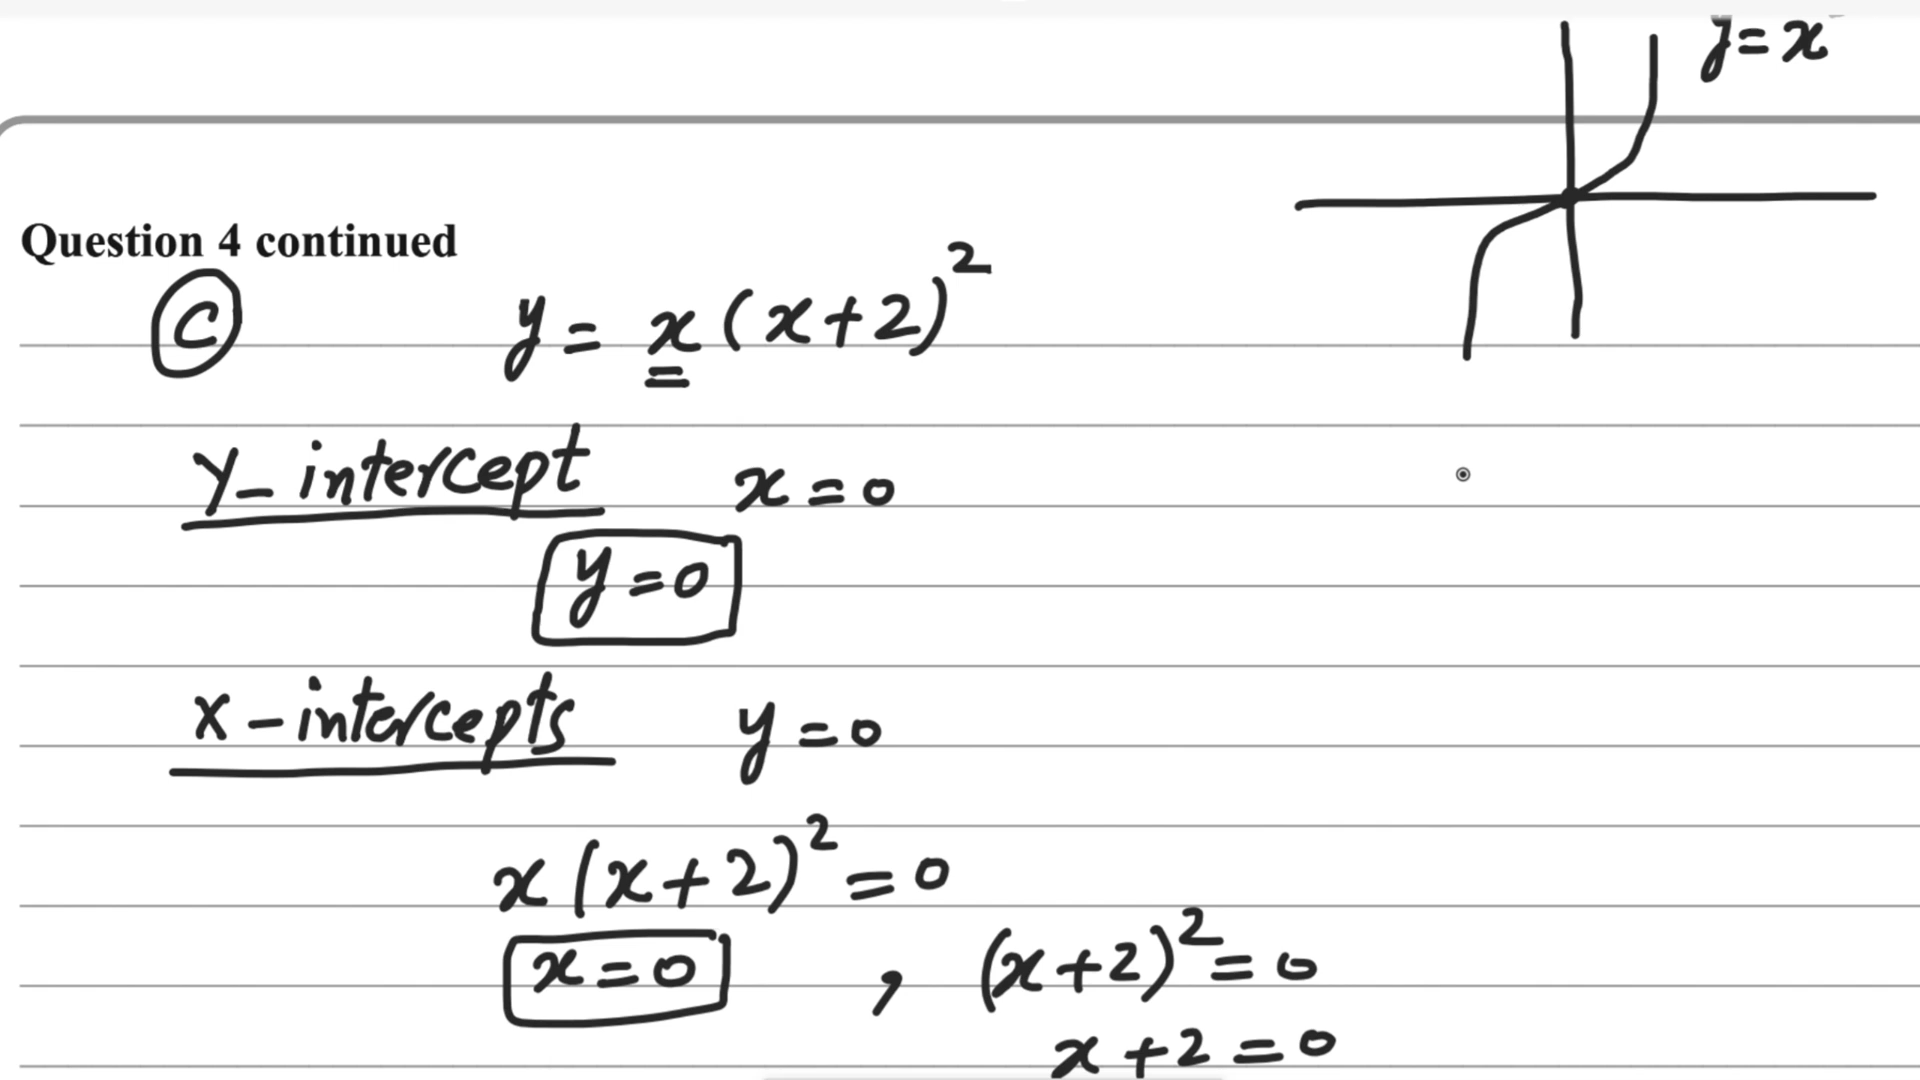 y = x
Question 4 continued
C y = x (x+2)²
y-intercept x = 0
y = 0
x-intercepts y = 0
x (x+2)² = 0
x = 0 , (x+2)² = 0
x + 2 = 0